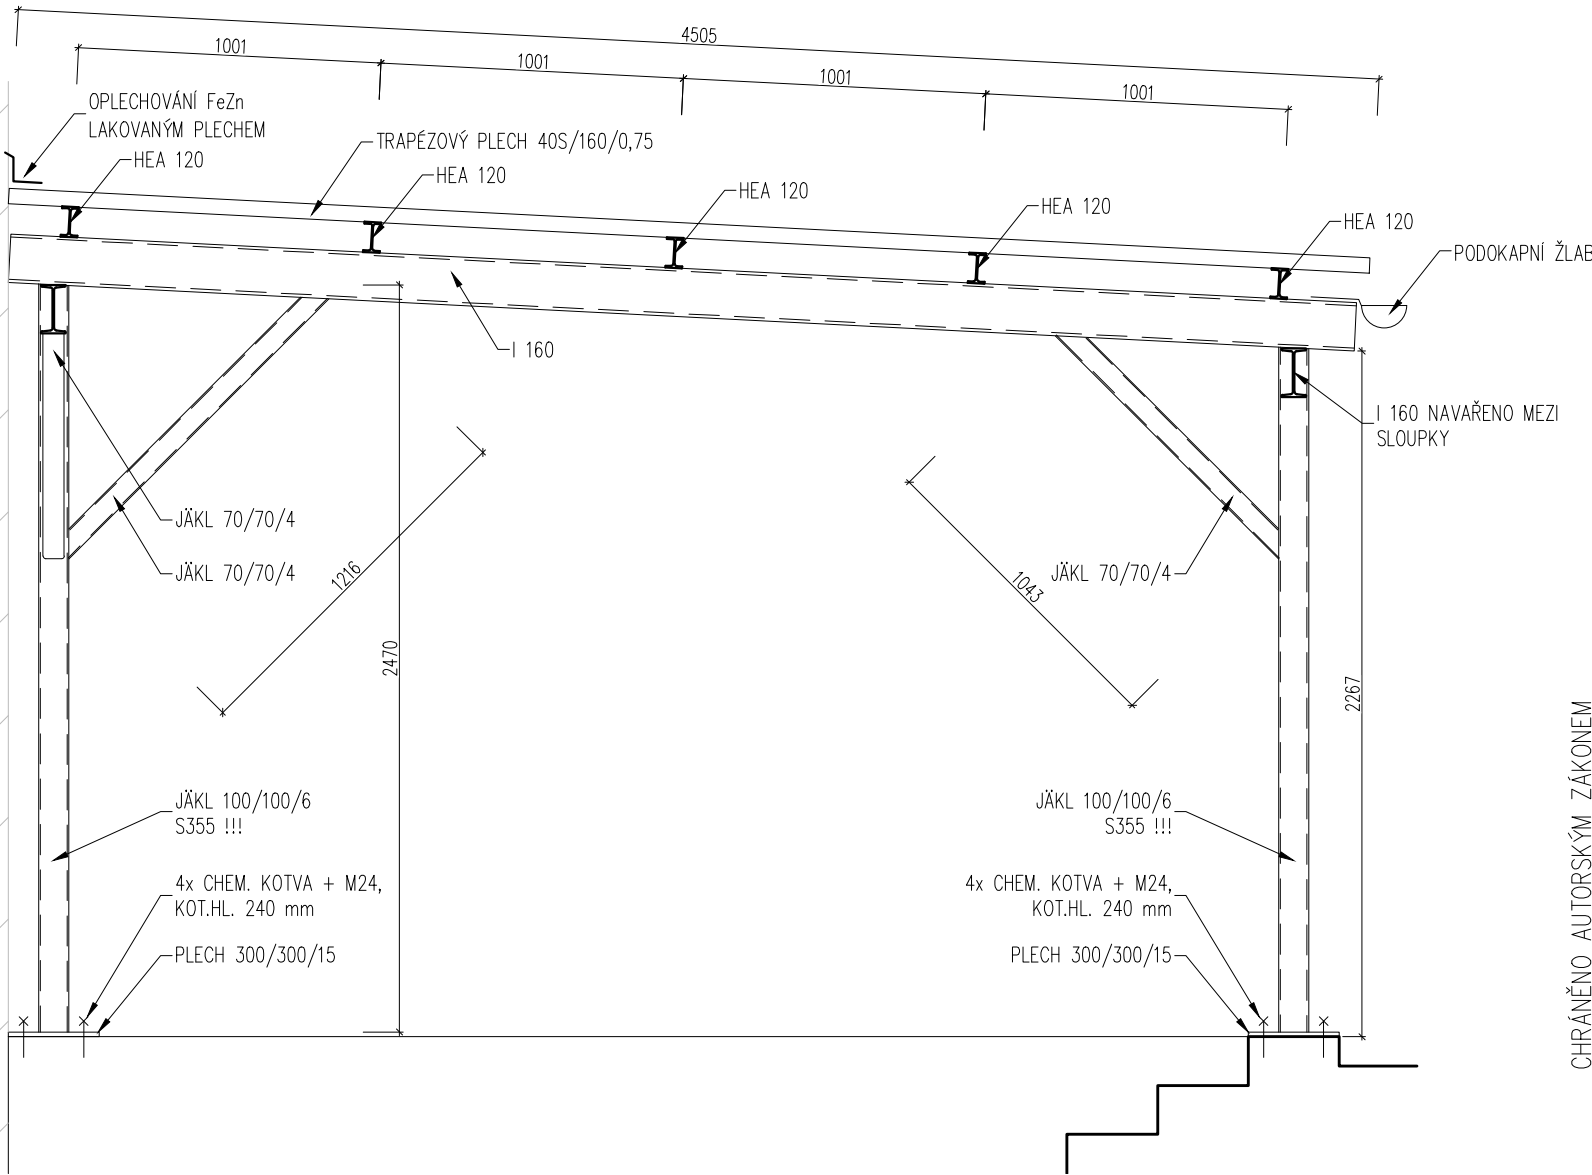 4505
1001
1001
1001
1001
OPLECHOVÁNÍ FeZn
LAKOVANÝM PLECHEM
TRAPÉZOVÝ PLECH 40S/160/0,75
HEA 120
HEA 120
HEA 120
HEA 120
HEA 120
PODOKAPNÍ ŽLAB
I 160
I 160 NAVAŘENO MEZI
SLOUPKY
JÄKL 70/70/4
JÄKL 70/70/4
1216
1043
JÄKL 70/70/4
2470
2267
JÄKL 100/100/6
S355 !!!
JÄKL 100/100/6
S355 !!!
4x CHEM. KOTVA + M24,
KOT.HL. 240 mm
4x CHEM. KOTVA + M24,
KOT.HL. 240 mm
PLECH 300/300/15
PLECH 300/300/15
CHRÁNĚNO AUTORSKÝM ZÁKONEM